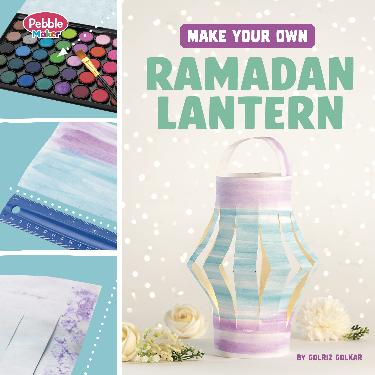 Pebble
Maker
MAKE YOUR OWN
RAMADAN
LANTERN
BY GOLRIZ GOLKAR